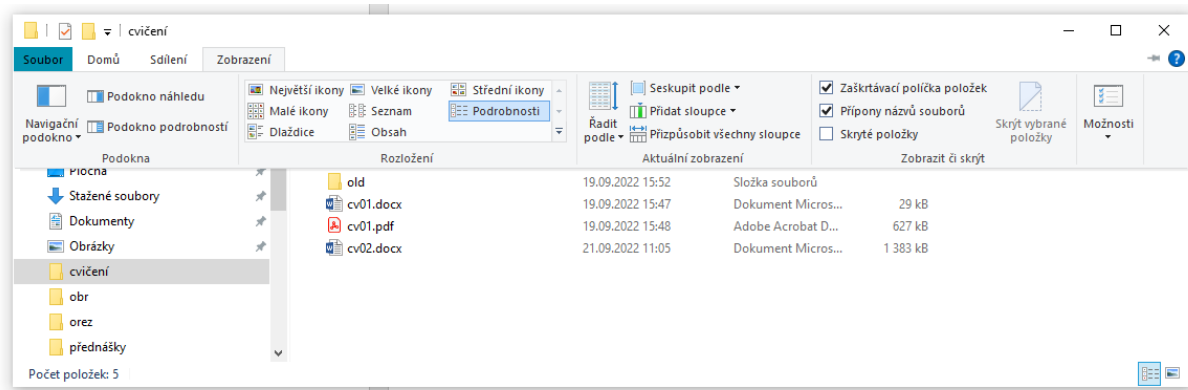 cvičení
Soubor Domů Sdílení Zobrazení
Navigační podokno
Podokno náhledu
Podokno podrobností
Podokna
Největší ikony Velké ikony Střední ikony
Malé ikony Seznam Podrobnosti
Dlaždice Obsah
Rozložení
Řadit podle
Seskupit podle
Přidat sloupce
Přizpůsobit všechny sloupce
Aktuální zobrazení
Zaškrtávací políčka položek
Přípony názvů souborů
Skryté položky
Skrýt vybrané položky
Zobrazit či skrýt
Možnosti
Plocha
Stažené soubory
Dokumenty
Obrázky
cvičení
obr
orez
přednášky
old 19.09.2022 15:52 Složka souborů
cv01.docx 19.09.2022 15:47 Dokument Micros... 29 kB
cv01.pdf 19.09.2022 15:48 Adobe Acrobat D... 627 kB
cv02.docx 21.09.2022 11:05 Dokument Micros... 1 383 kB
Počet položek: 5